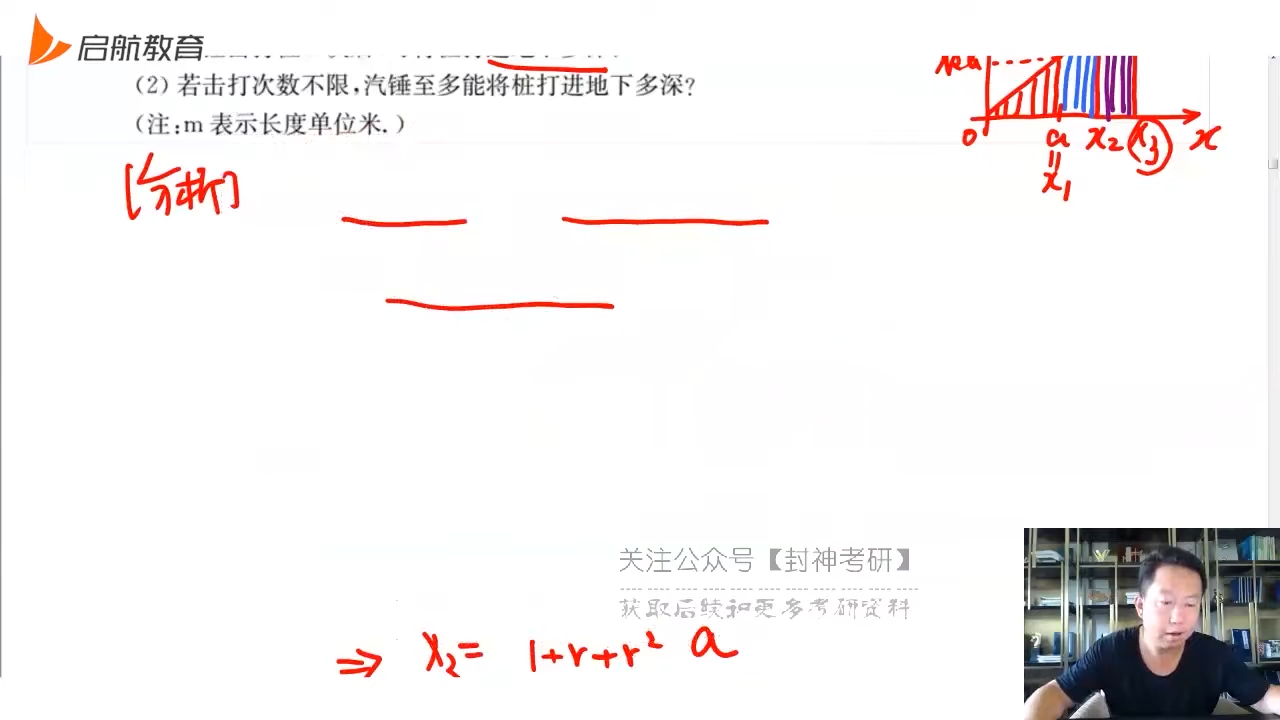 启航教育
(2) 若击打次数不限,汽锤至多能将桩打进地下多深?
(注:m 表示长度单位米.)
0 a x₂ x₃ x
=
x₁
[分析]
关注公众号【封神考研】
获取后续和更多考研资料
⇒ x₂= 1+r+r² a